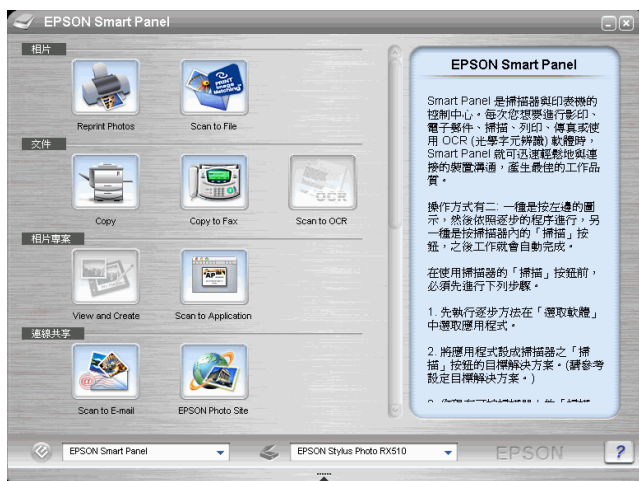 EPSON Smart Panel
相片
Reprint Photos
Scan to File
文件
Copy
Copy to Fax
Scan to OCR
相片專案
View and Create
Scan to Application
連線共享
Scan to E-mail
EPSON Photo Site
EPSON Smart Panel
Smart Panel 是掃描器與印表機的
控制中心。每次您想要進行影印、
電子郵件、掃描、列印、傳真或使
用 OCR (光學字元辨識) 軟體時，
Smart Panel 就可迅速輕鬆地與連
接的裝置溝通，產生最佳的工作品
質。
操作方式有二: 一種是按左邊的圖
示，然後依照逐步的程序進行，另
一種是按掃描器內的「掃描」按
鈕，之後工作就會自動完成。
在使用掃描器的「掃描」按鈕前，
必須先進行下列步驟。
1. 先執行逐步方法在「選取軟體」
中選取應用程式。
2. 將應用程式設成掃描器之「掃
描」按鈕的目標解決方案。(請參考
設定目標解決方案。)
EPSON Smart Panel
EPSON Stylus Photo RX510
EPSON
?